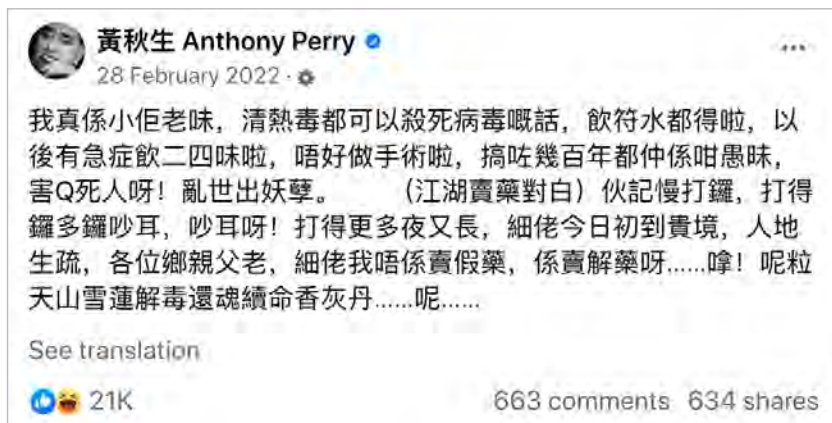 黃秋生 Anthony Perry
28 February 2022 ·
我真係小佢老味，清熱毒都可以殺死病毒嘅話，飲符水都得啦，以
後有急症飲二四味啦，唔好做手術啦，搞咗幾百年都仲係咁愚昧，
害Q死人呀！亂世出妖孽。 （江湖賣藥對白）伙記慢打鑼，打得
鑼多鑼吵耳，吵耳呀！打得更多夜又長，細佬今日初到貴境，人地
生疏，各位鄉親父老，細佬我唔係賣假藥，係賣解藥呀......嗱！呢粒
天山雪蓮解毒還魂續命香灰丹......呢......
See translation
21K 663 comments 634 shares